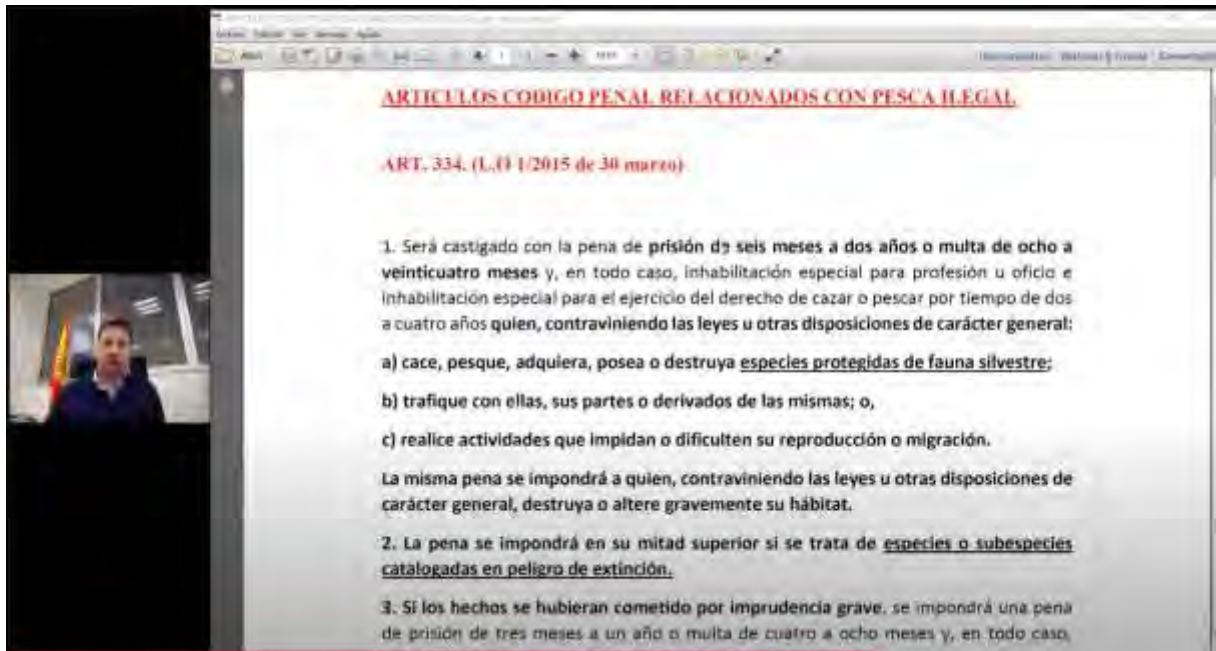 ARTICULOS CODIGO PENAL RELACIONADOS CON PESCA ILEGAL
ART. 334. (L.O 1/2015 de 30 marzo)
1. Será castigado con la pena de prisión de seis meses a dos años o multa de ocho a
veinticuatro meses y, en todo caso, inhabilitación especial para profesión u oficio e
inhabilitación especial para el ejercicio del derecho de cazar o pescar por tiempo de dos
a cuatro años quien, contraviniendo las leyes u otras disposiciones de carácter general:
a) cace, pesque, adquiera, posea o destruya especies protegidas de fauna silvestre;
b) trafique con ellas, sus partes o derivados de las mismas; o,
c) realice actividades que impidan o dificulten su reproducción o migración.
La misma pena se impondrá a quien, contraviniendo las leyes u otras disposiciones de
carácter general, destruya o altere gravemente su hábitat.
2. La pena se impondrá en su mitad superior si se trata de especies o subespecies
catalogadas en peligro de extinción.
3. Si los hechos se hubieran cometido por imprudencia grave, se impondrá una pena
de prisión de tres meses a un año o multa de cuatro a ocho meses y, en todo caso,